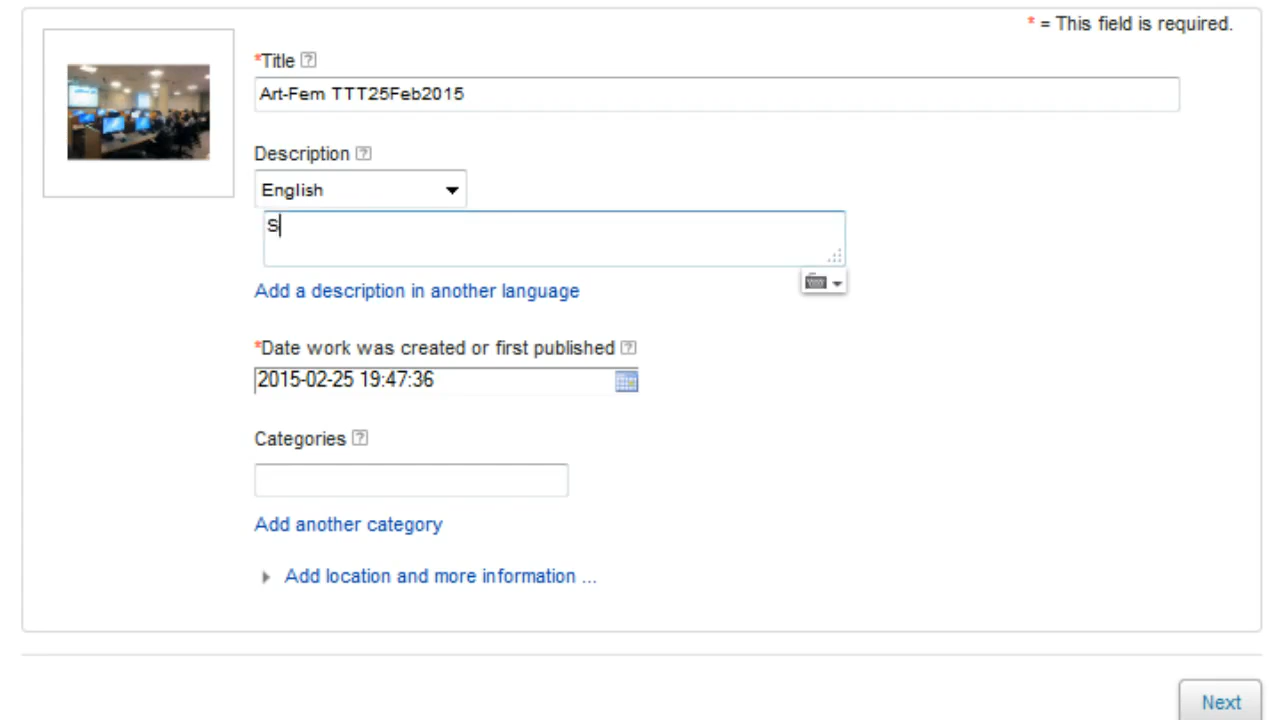 * = This field is required.
*Title ?
Art-Fem TTT25Feb2015
Description ?
English
S
Add a description in another language
*Date work was created or first published ?
2015-02-25 19:47:36
Categories ?
Add another category
Add location and more information ...
Next